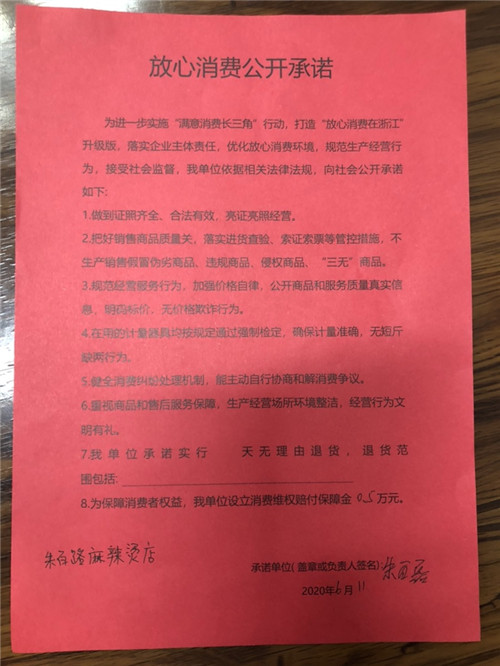 放心消费公开承诺
为进一步实施“满意消费长三角”行动，打造“放心消费在浙江”
升级版，落实企业主体责任，优化放心消费环境，规范生产经营行
为，接受社会监督，我单位依据相关法律法规，向社会公开承诺
如下：
1.做到证照齐全、合法有效，亮证亮照经营。
2.把好销售商品质量关，落实进货查验、索证索票等管控措施，不
生产销售假冒伪劣商品、违规商品、侵权商品、“三无”商品。
3.规范经营服务行为，加强价格自律，公开商品和服务质量真实信
息，明码标价、无价格欺诈行为。
4.在用的计量器具均按规定通过强制检定，确保计量准确，无短斤
缺两行为。
5.健全消费纠纷处理机制，能主动自行协商和解消费争议。
6.重视商品和售后服务保障，生产经营场所环境整洁，经营行为文
明有礼。
7.我单位承诺实行 天无理由退货，退货范
围包括:
8.为保障消费者权益，我单位设立消费维权赔付保障金0.5万元。
朱 路麻辣烫店
承诺单位(盖章或负责人签名) 朱
2020年6月11